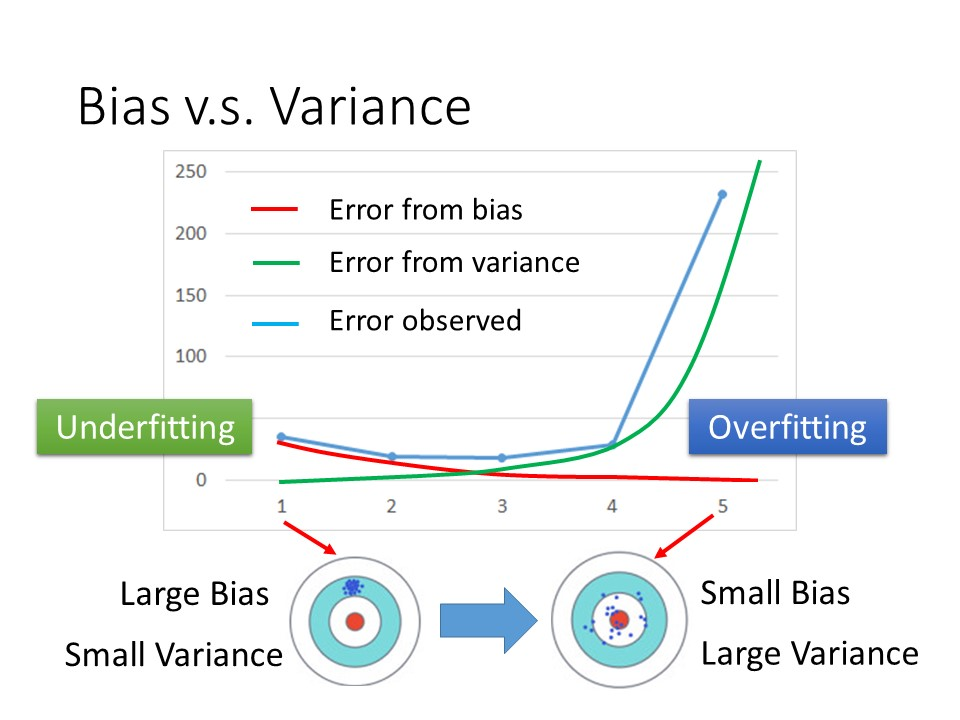 Bias v.s. Variance
250
200
150
100
0
Error from bias
Error from variance
Error observed
Underfitting
Overfitting
1 2 3 4 5
Large Bias
Small Variance
Small Bias
Large Variance